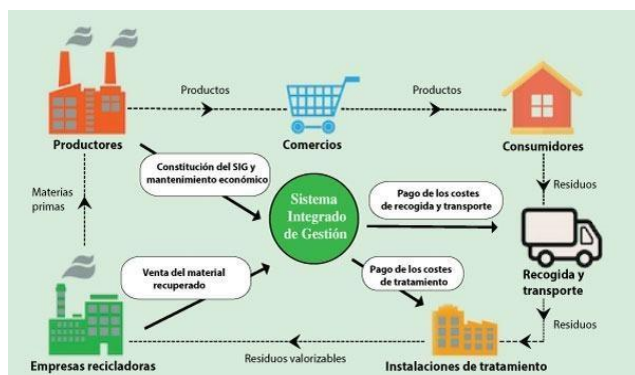 Productos
Productos
Productores
Comercios
Consumidores
Constitución del SIG y
mantenimiento económico
Materias
primas
Sistema
Integrado
de Gestión
Pago de los costes
de recogida y transporte
Residuos
Venta del material
recuperado
Pago de los costes
de tratamiento
Recogida y
transporte
Residuos
Empresas recicladoras
Residuos valorizables
Instalaciones de tratamiento